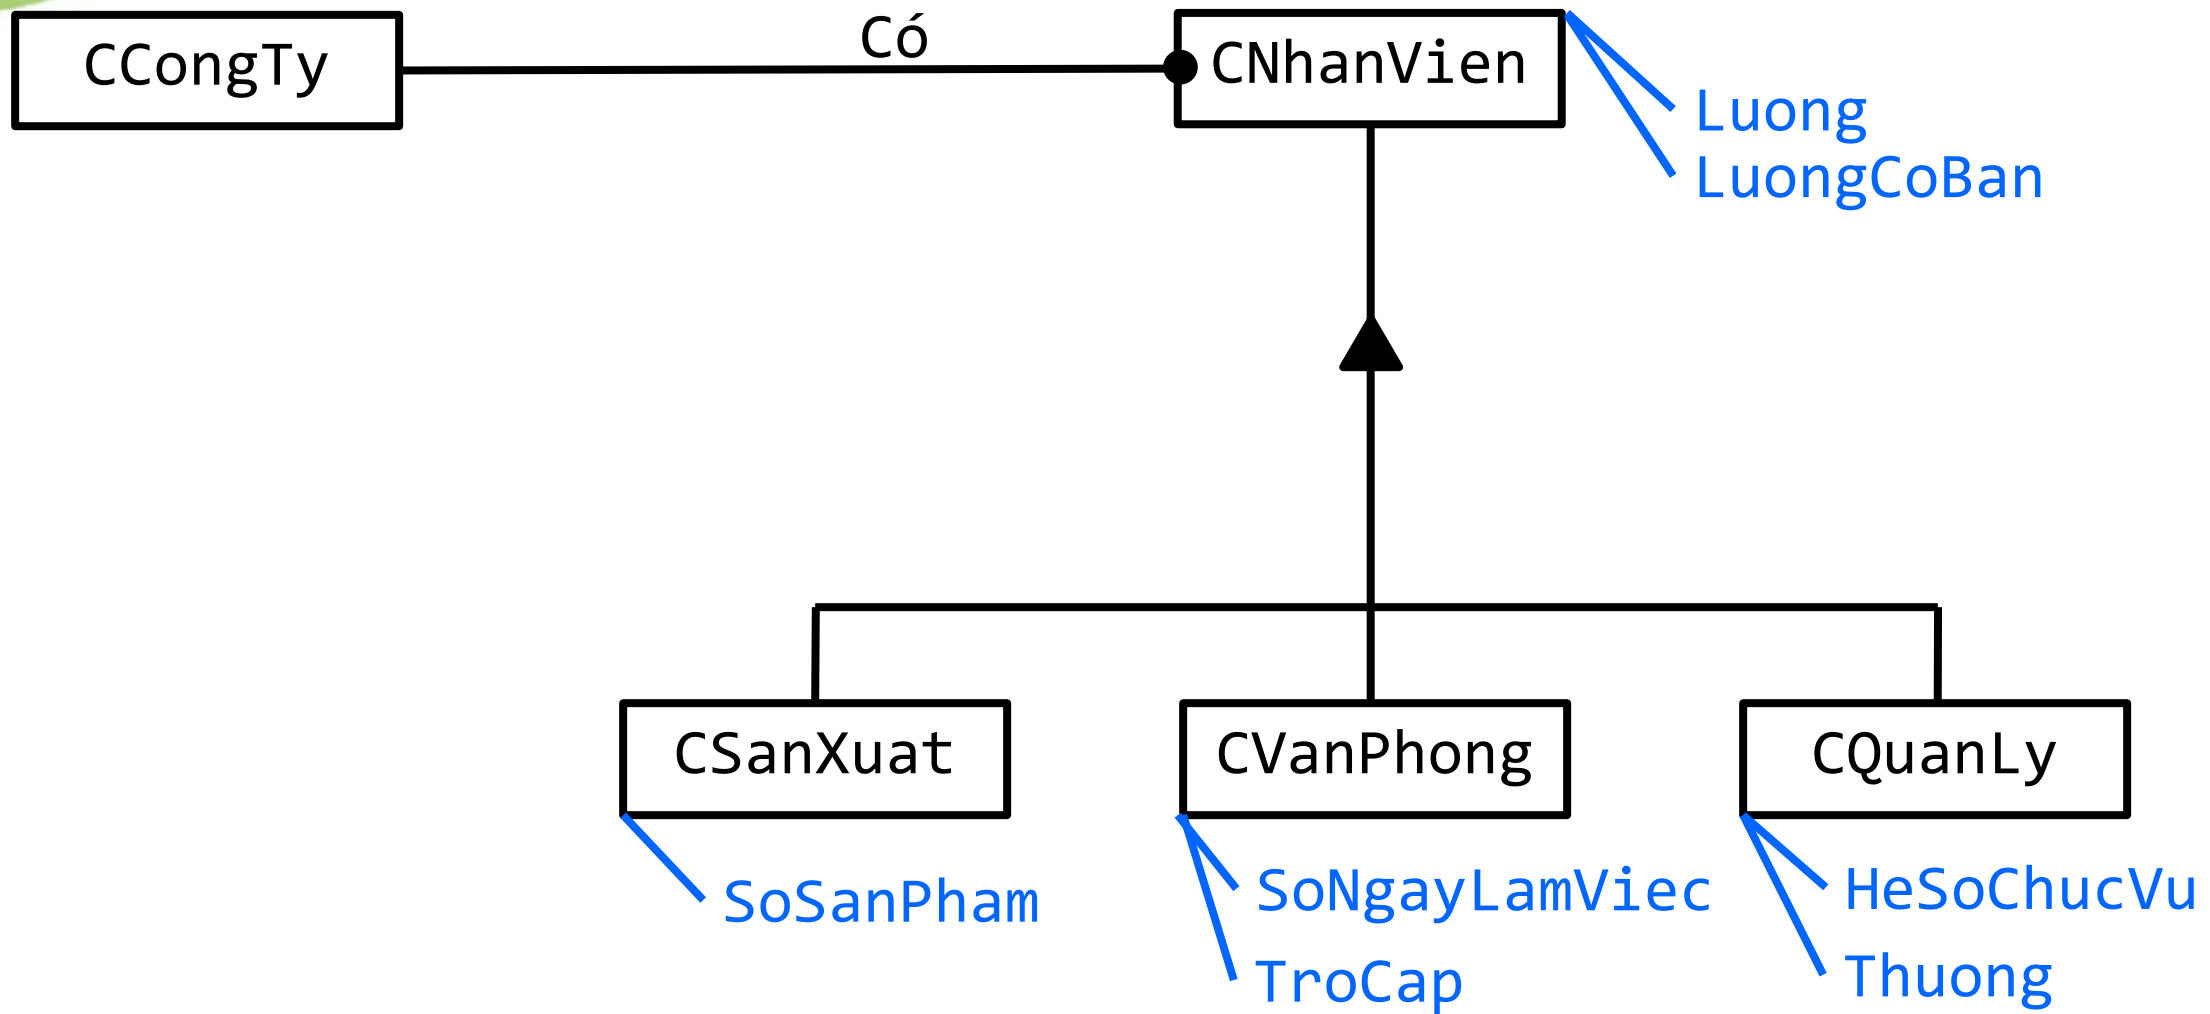 CCongTy
Có
CNhanVien
Luong
LuongCoBan
CSanXuat
CVanPhong
CQuanLy
SoSanPham
SoNgayLamViec
HeSoChucVu
TroCap
Thuong